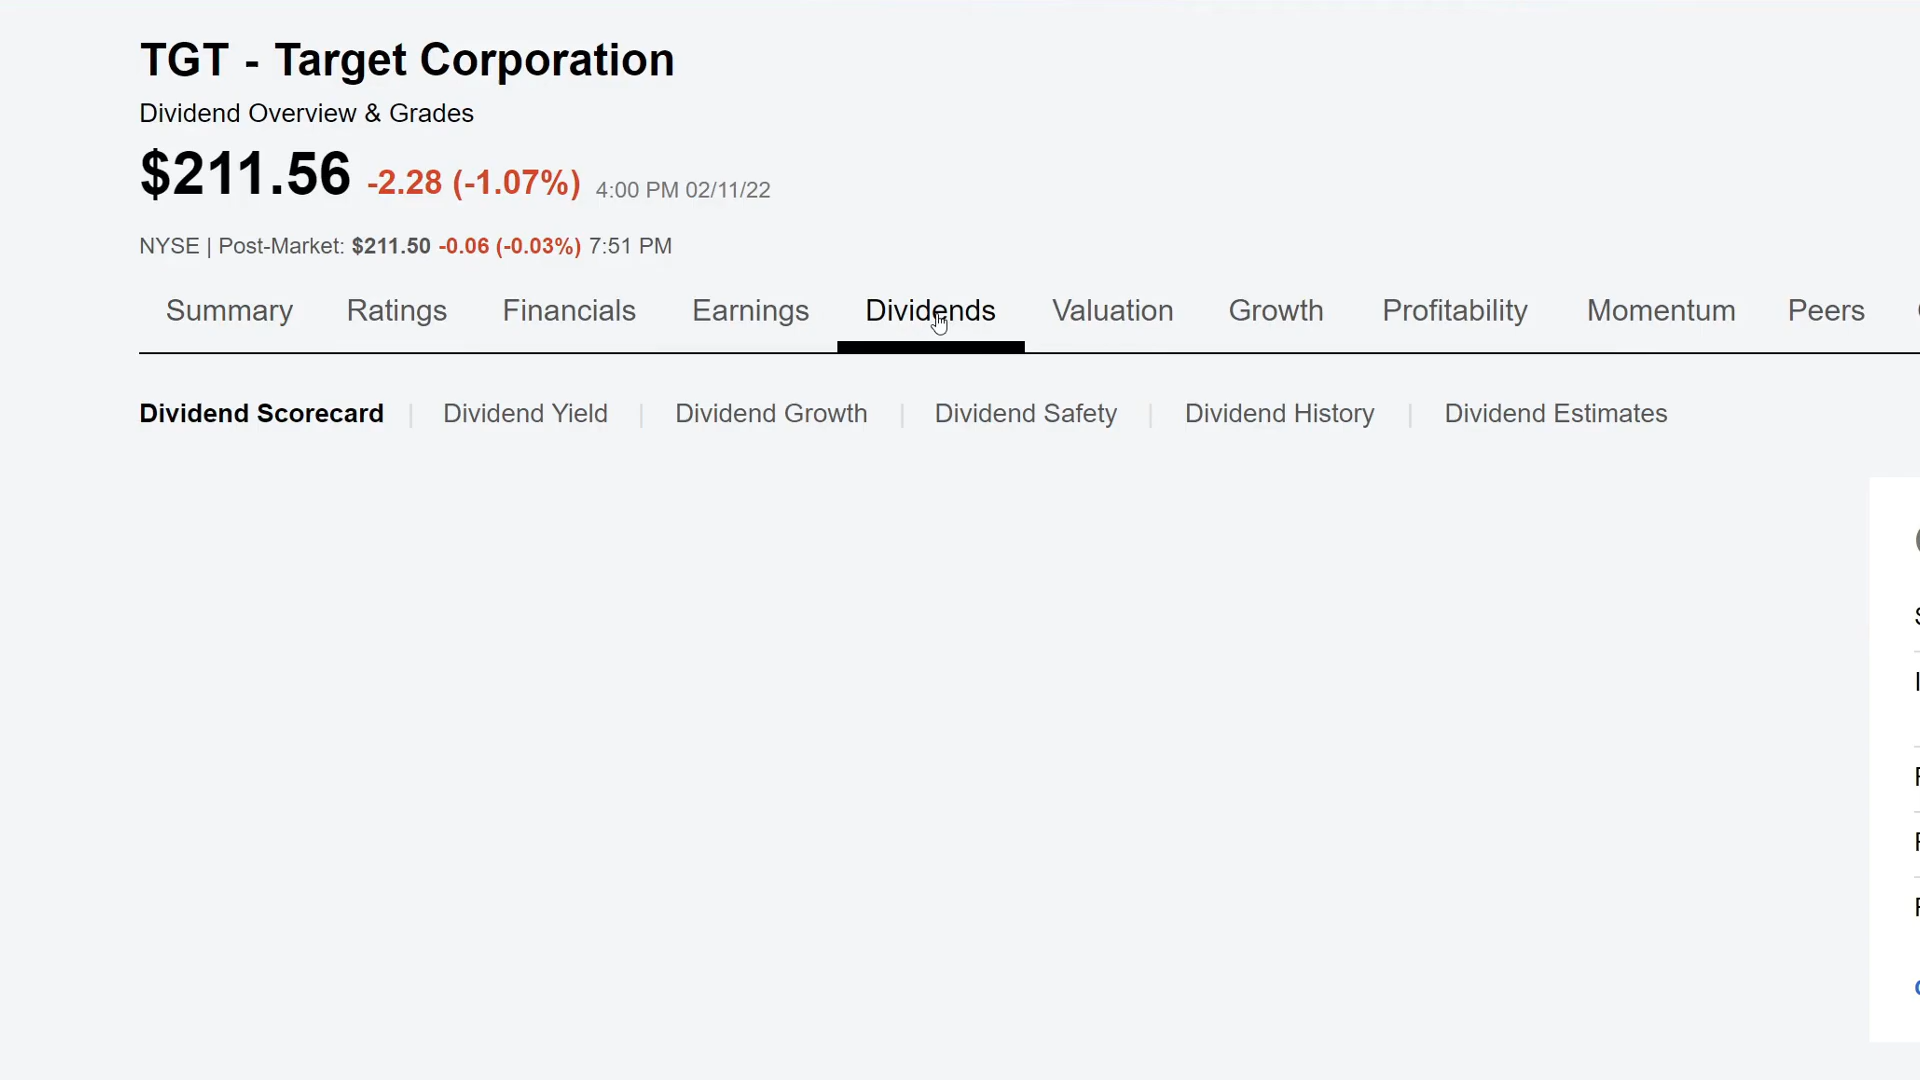 TGT - Target Corporation
Dividend Overview & Grades
$211.56 -2.28 (-1.07%) 4:00 PM 02/11/22
NYSE | Post-Market: $211.50 -0.06 (-0.03%) 7:51 PM
Summary Ratings Financials Earnings Dividends Valuation Growth Profitability Momentum Peers
Dividend Scorecard | Dividend Yield | Dividend Growth | Dividend Safety | Dividend History | Dividend Estimates